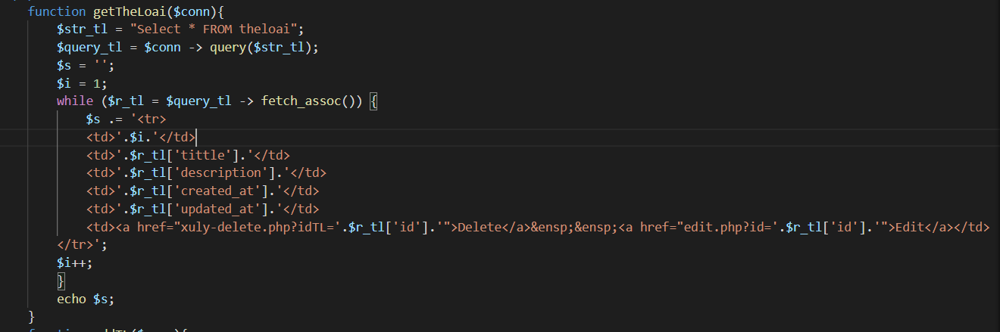 function getTheLoai($conn){
$str_tl = "Select * FROM theloai";
$query_tl = $conn -> query($str_tl);
$s = '';
$i = 1;
while ($r_tl = $query_tl -> fetch_assoc()) {
$s .= '<tr>
<td>'.$i.'</td>
<td>'.$r_tl['tittle'].'</td>
<td>'.$r_tl['description'].'</td>
<td>'.$r_tl['created_at'].'</td>
<td>'.$r_tl['updated_at'].'</td>
<td><a href="xuly-delete.php?idTL='.$r_tl['id'].'">Delete</a>&ensp;&ensp;<a href="edit.php?id='.$r_tl['id'].'">Edit</a></td>
</tr>';
$i++;
}
echo $s;
}